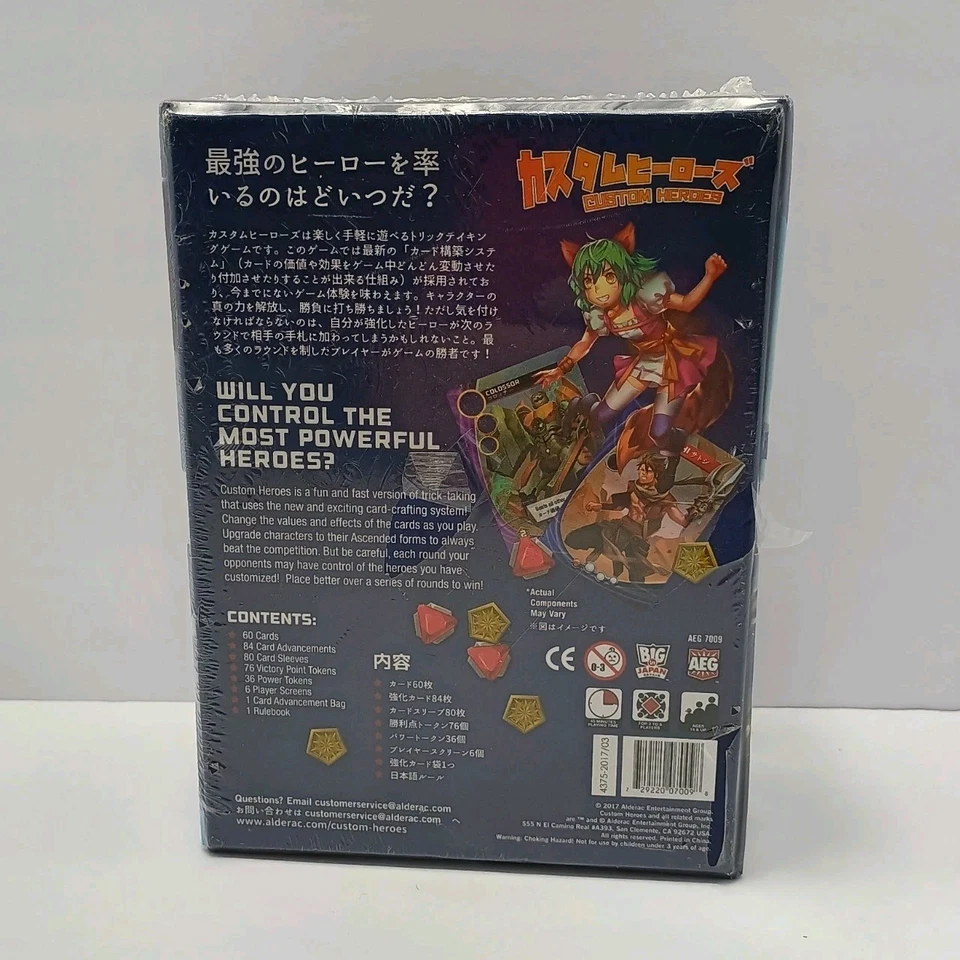 最強のヒーローを率
いるのはどいつだ?
カスタムヒーローズ
CUSTOM HEROES
カスタムヒーローズは楽しく手軽に遊べるトリックテイキン
グゲームです。このゲームでは最新の「カード構築システ
ム」(カードの価値や効果をゲーム中どんどん変動させた
り付加させたりすることが出来る仕組み)が採用されてお
り、今までにないゲーム体験を味わえます。キャラクターの
真の力を解放し、勝負に打ち勝ちましょう!ただし気を付け
なければならないのは、自分が強化したヒーローが次のラ
ウンドで相手の手札に加わってしまうかもしれないこと。最
も多くのラウンドを制したプレイヤーがゲームの勝者です!
WILL YOU
CONTROL THE
MOST POWERFUL
HEROES?
COLOSSOR
サトシ
Custom Heroes is a fun and fast version of trick-taking
that uses the new and exciting card-crafting system!
Change the values and effects of the cards as you play.
Upgrade characters to their Ascended forms to always
beat the competition. But be careful, each round your
opponents may have control of the heroes you have
customized! Place better over a series of rounds to win!
*Actual
Components
May Vary
※図はイメージです
CONTENTS:
60 Cards
84 Card Advancements
80 Card Sleeves
76 Victory Point Tokens
36 Power Tokens
6 Player Screens
1 Card Advancement Bag
1 Rulebook
内容
カード60枚
強化カード84枚
カードスリーブ80枚
勝利点トークン76個
パワートークン36個
プレイヤースクリーン6個
強化カード袋1つ
日本語ルール
AEG 7009
CE
0-3
BIG
IN
JAPAN
AEG
45 MINUTES
PLAYING TIME
FOR 3 TO 6
PLAYERS
AGES
14 & UP
4375-2017/03
2 29220 07009 8
Questions? Email customerservice@alderac.com
お問い合わせは customerservice@alderac.com へ
www.alderac.com/custom-heroes
© 2017 Alderac Entertainment Group.
Custom Heroes and all related marks
are ™ and © Alderac Entertainment Group, Inc.
555 N El Camino Real #A393, San Clemente, CA 92672 USA.
All rights reserved. Printed in China.
Warning: Choking Hazard! Not for use by children under 3 years of age.